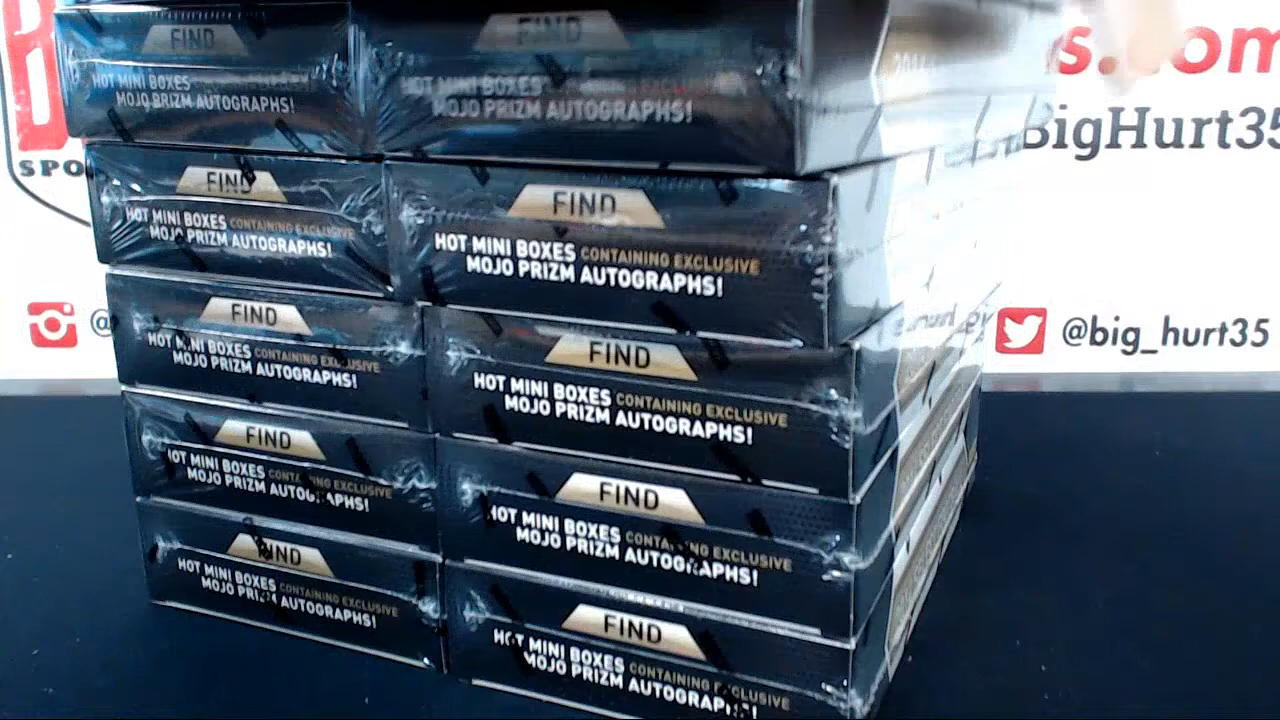 s.com
BigHurt35
SPO
@
@big_hurt35
FIND
HOT MINI BOXES
MOJO PRIZM AUTOGRAPHS!
FIND
HOT MINI BOXES
MOJO PRIZM AUTOGRAPHS!
FIND
HOT MINI BOXES CONTAINING EXCLUSIVE
MOJO PRIZM AUTOGRAPHS!
FIND
HOT MINI BOXES CONTAINING EXCLUSIVE
MOJO PRIZM AUTOGRAPHS!
FIND
HOT MINI BOXES CONTAINING EXCLUSIVE
MOJO PRIZM AUTOGRAPHS!
FIND
HOT MINI BOXES CONTAINING EXCLUSIVE
MOJO PRIZM AUTOGRAPHS!
FIND
HOT MINI BOXES CONTAINING EXCLUSIVE
MOJO PRIZM AUTOGRAPHS!
FIND
HOT MINI BOXES CONTAINING EXCLUSIVE
MOJO PRIZM AUTOGRAPHS!
FIND
HOT MINI BOXES CONTAINING EXCLUSIVE
MOJO PRIZM AUTOGRAPHS!
FIND
HOT MINI BOXES CONTAINING EXCLUSIVE
MOJO PRIZM AUTOGRAPHS!